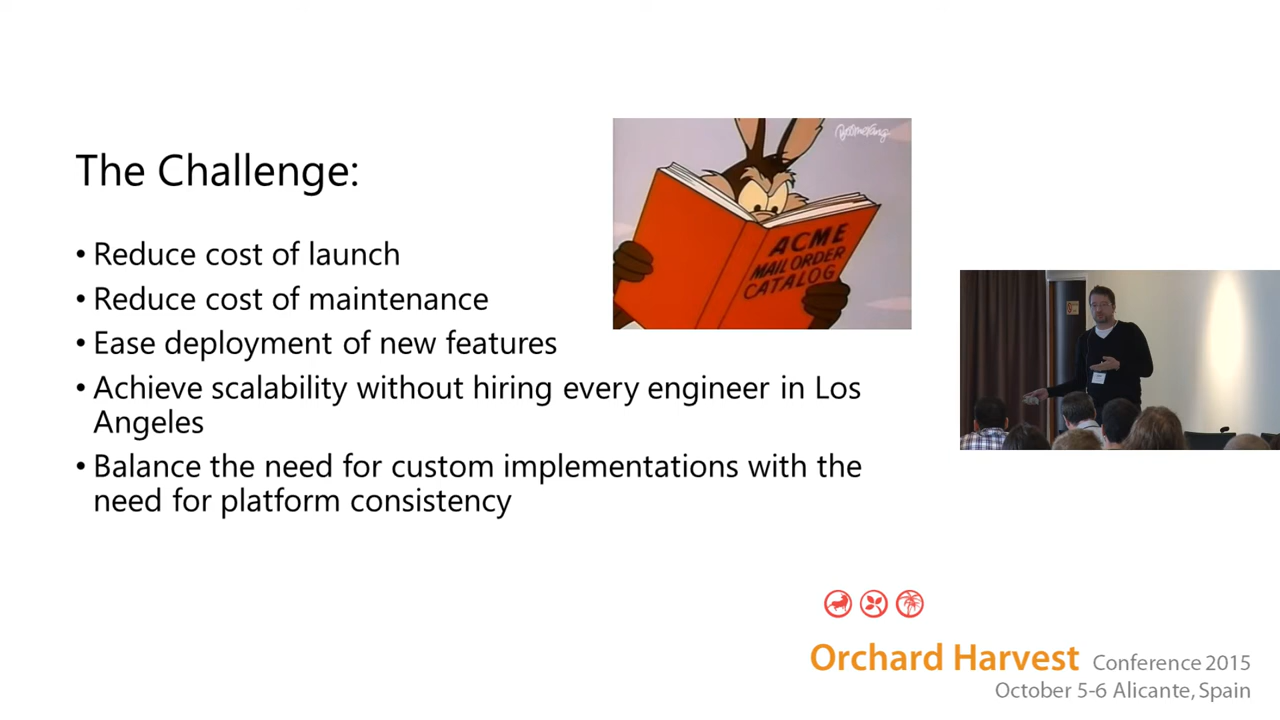 The Challenge:
• Reduce cost of launch
• Reduce cost of maintenance
• Ease deployment of new features
• Achieve scalability without hiring every engineer in Los
Angeles
• Balance the need for custom implementations with the
need for platform consistency
Boomerang
ACME
MAIL ORDER
CATALOG
Orchard Harvest Conference 2015
October 5-6 Alicante, Spain